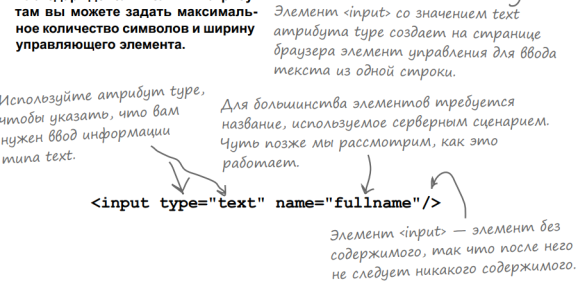 там вы можете задать максималь-
ное количество символов и ширину
управляющего элемента.
Элемент <input> со значением text
атрибута type создает на странице
браузера элемент управления для ввода
текста из одной строки.
Используйте атрибут type,
чтобы указать, что вам
нужен ввод информации
типа text.
Для большинства элементов требуется
название, используемое серверным сценарием.
Чуть позже мы рассмотрим, как это
работает.
<input type="text" name="fullname"/>
Элемент <input> — элемент без
содержимого, так что после него
не следует никакого содержимого.